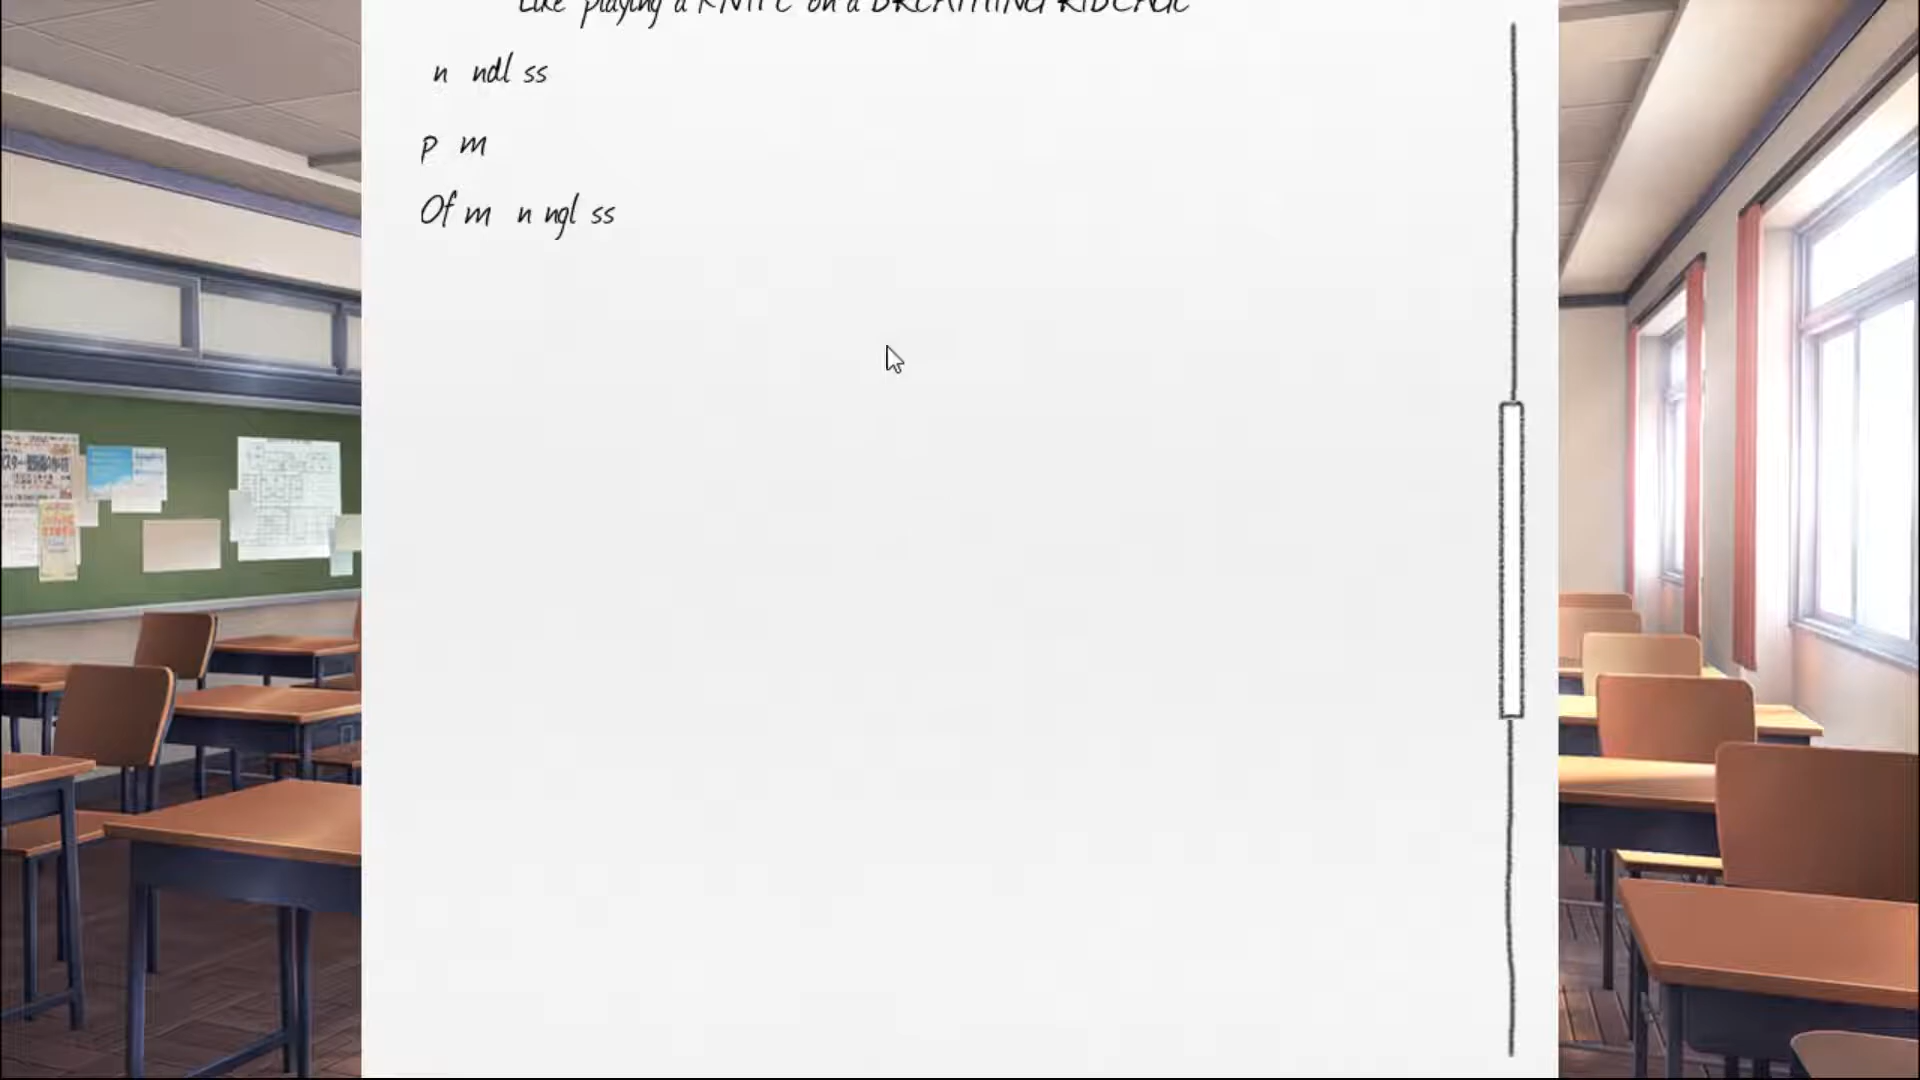 Like playing a KNIFE on a BREATHING RIBCAGE
n ndl ss
p m
Of m n ngl ss